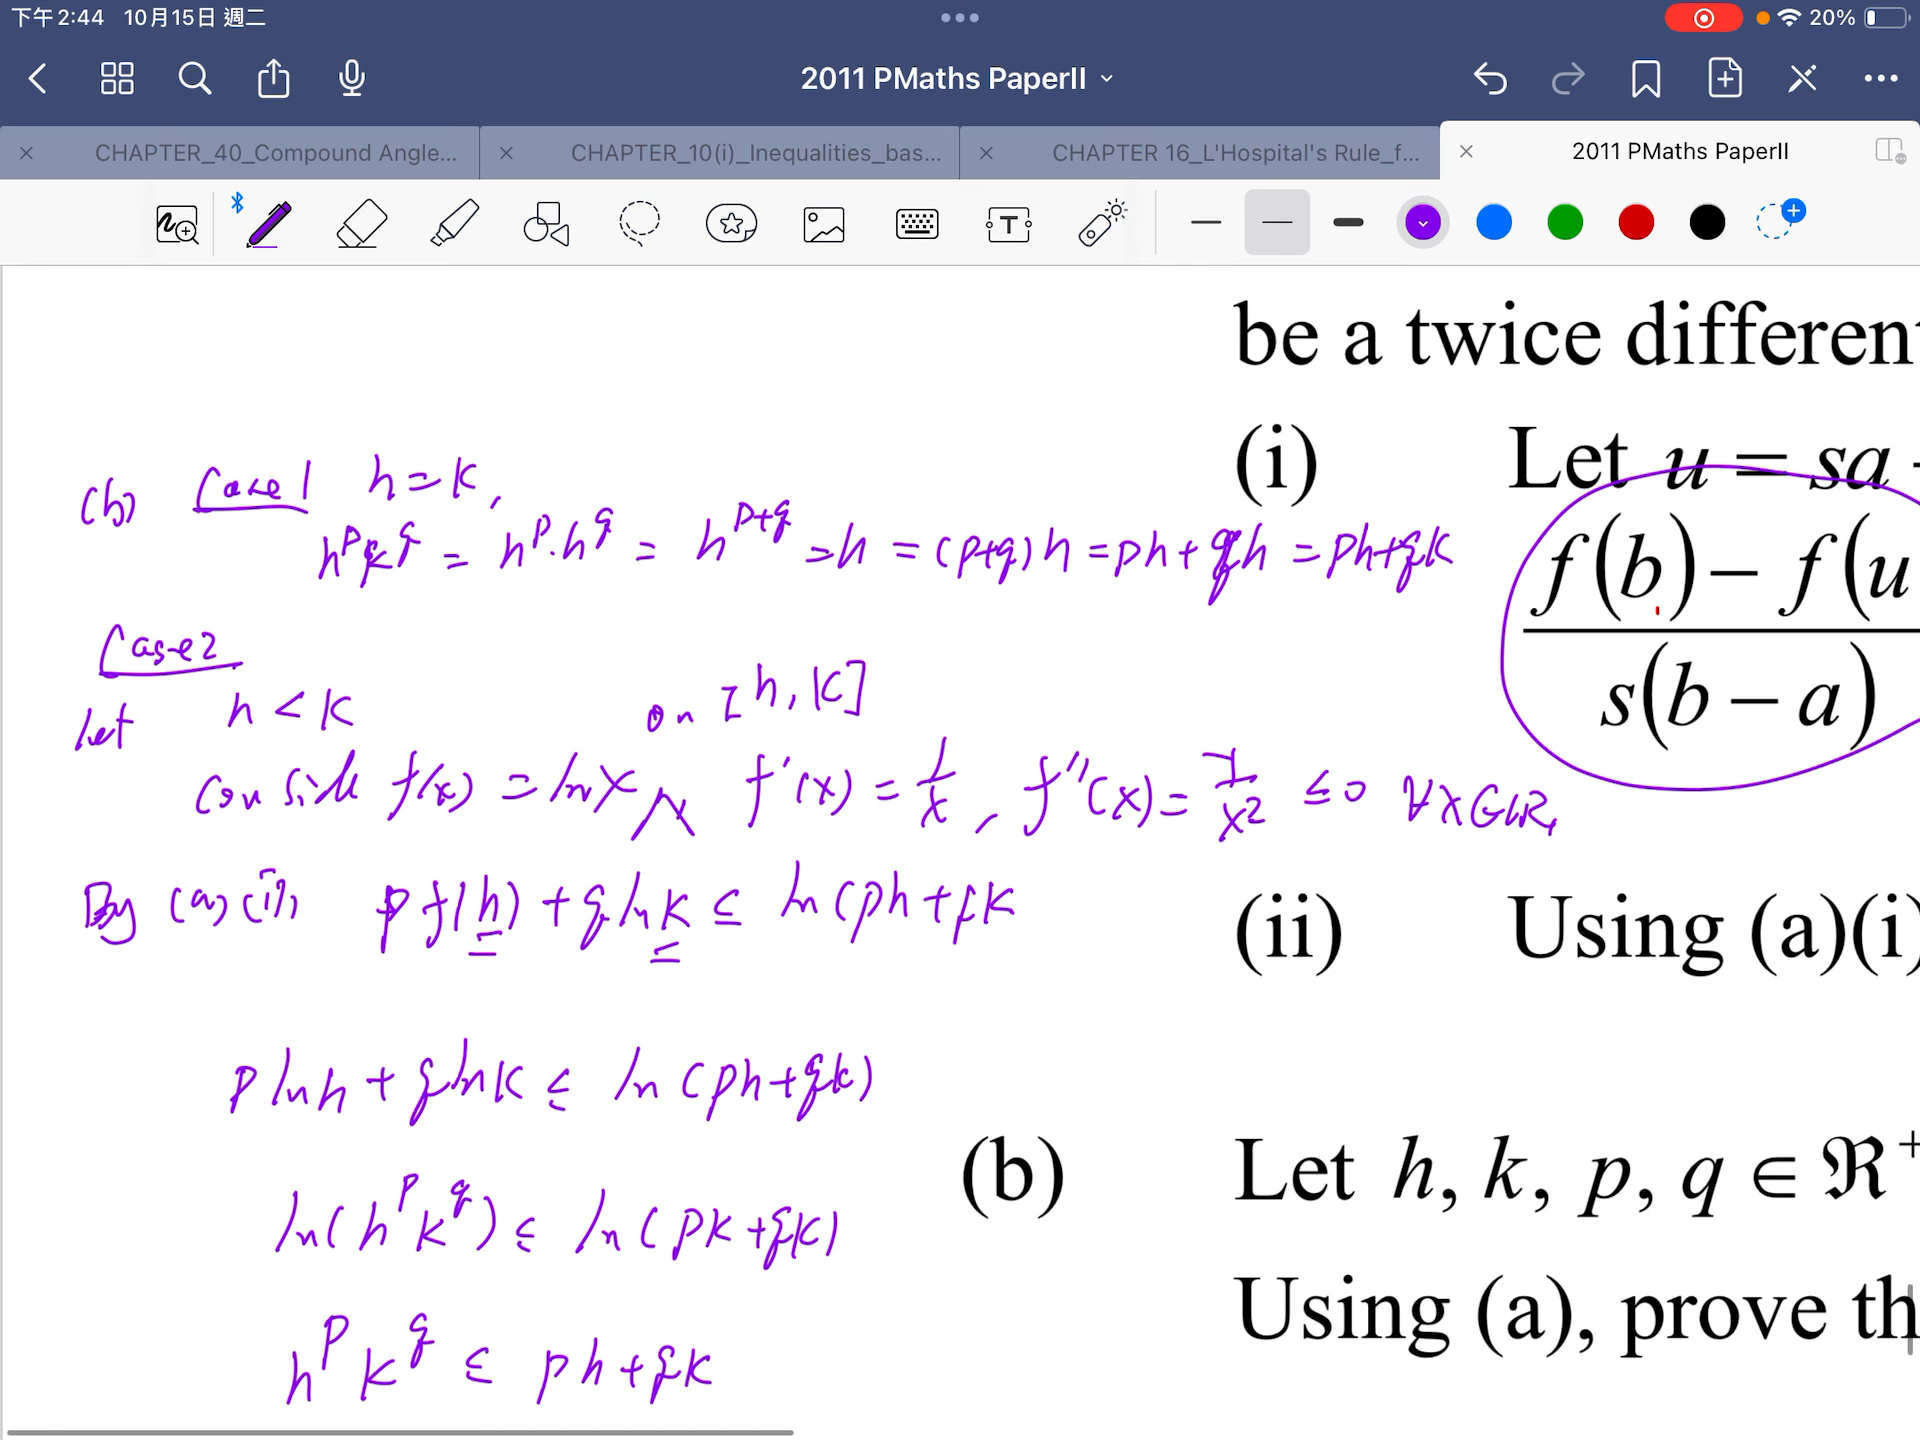 下午2:44 10月15日 週二
20%
2011 PMaths PaperII
CHAPTER_40_Compound Angle...
CHAPTER_10(i)_Inequalities_bas...
CHAPTER 16_L'Hospital's Rule_f...
2011 PMaths PaperII
be a twice differen
(i) Let u = sa
f(b) – f(u
s(b – a)
(b) Case 1 h = k,
h^p k^q = h^p · h^q = h^{p+q} = h = (p+q)h = ph + qh = ph + qk
Case 2
let h < k on [h, k]
conside f(x) = ln x ∧ f'(x) = 1/x, f''(x) = -1/x² ≤ 0 ∀x∈ℝ,
By (a)(i), p f(h) + q ln k ≤ ln (ph + qk
(ii) Using (a)(i)
p ln h + q ln k ≤ ln (ph + qk)
(b) Let h, k, p, q ∈ ℜ⁺
ln(h^p k^q) ≤ ln (pk + qk)
Using (a), prove th
h^p k^q ≤ ph + qk